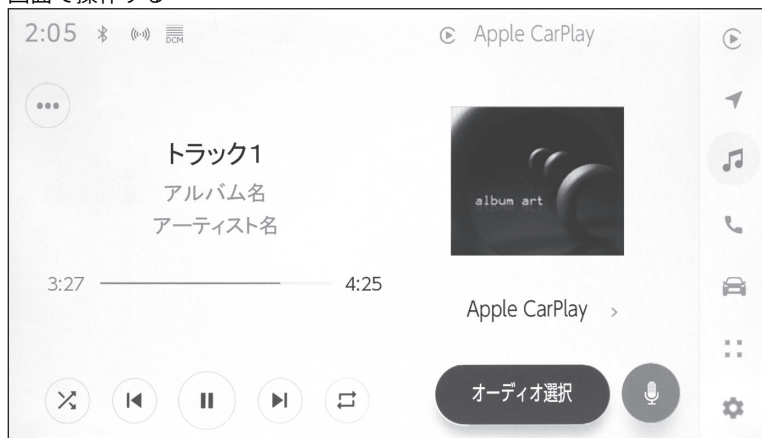 画面で操作する
2:05
DCM
Apple CarPlay
トラック1
アルバム名
アーティスト名
album art
3:27
4:25
Apple CarPlay
オーディオ選択